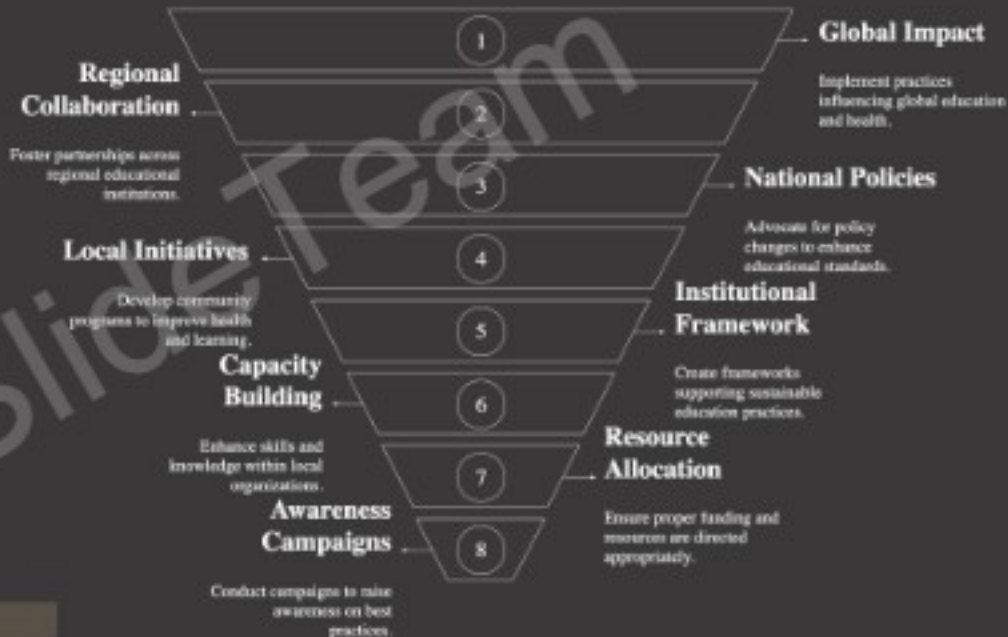 1
Global Impact
Implement practices
influencing global education
and health.
2
Regional
Collaboration
Foster partnerships across
regional educational
institutions.
3
National Policies
Advocate for policy
changes to enhance
educational standards.
4
Local Initiatives
Develop community
programs to improve health
and learning.
5
Institutional
Framework
Create frameworks
supporting sustainable
education practices.
6
Capacity
Building
Enhance skills and
knowledge within local
organizations.
7
Resource
Allocation
Ensure proper funding and
resources are directed
appropriately.
8
Awareness
Campaigns
Conduct campaigns to raise
awareness on best
practices.
SlideTeam